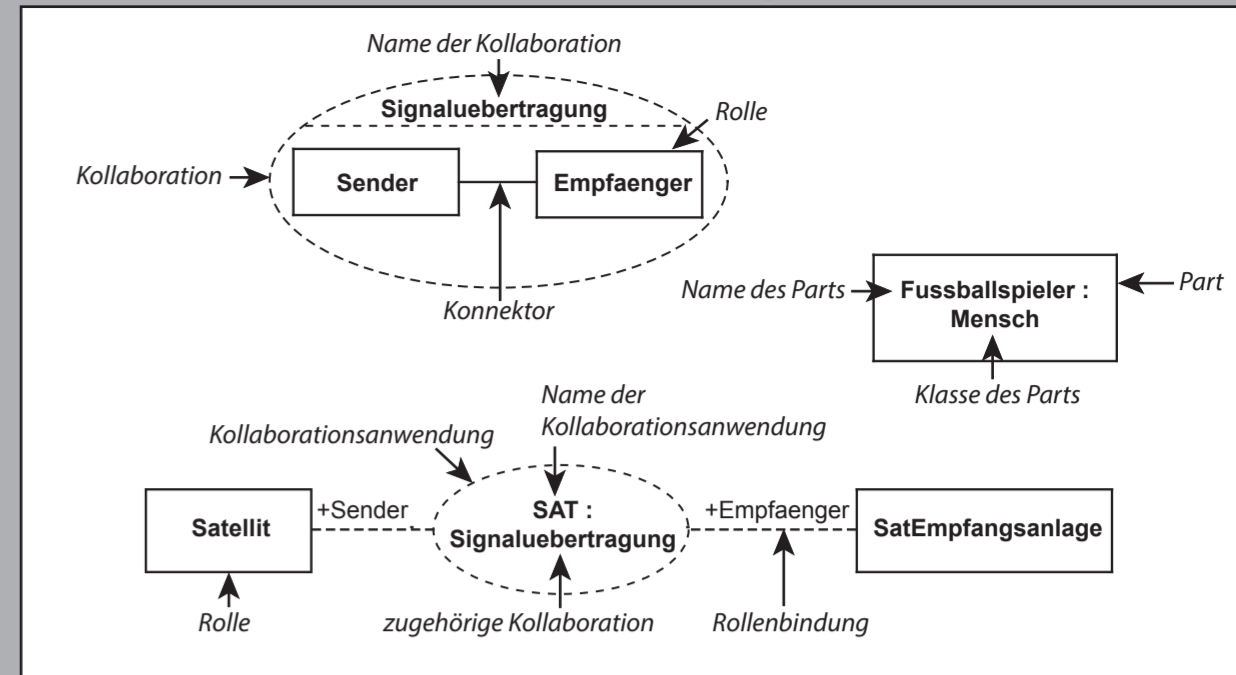 Name der Kollaboration
Signaluebertragung
Rolle
Kollaboration
Sender
Empfaenger
Konnektor
Name des Parts
Fussballspieler :
Mensch
Part
Klasse des Parts
Name der
Kollaborationsanwendung
Kollaborationsanwendung
Satellit
+Sender
SAT :
Signaluebertragung
+Empfaenger
SatEmpfangsanlage
Rolle
zugehörige Kollaboration
Rollenbindung